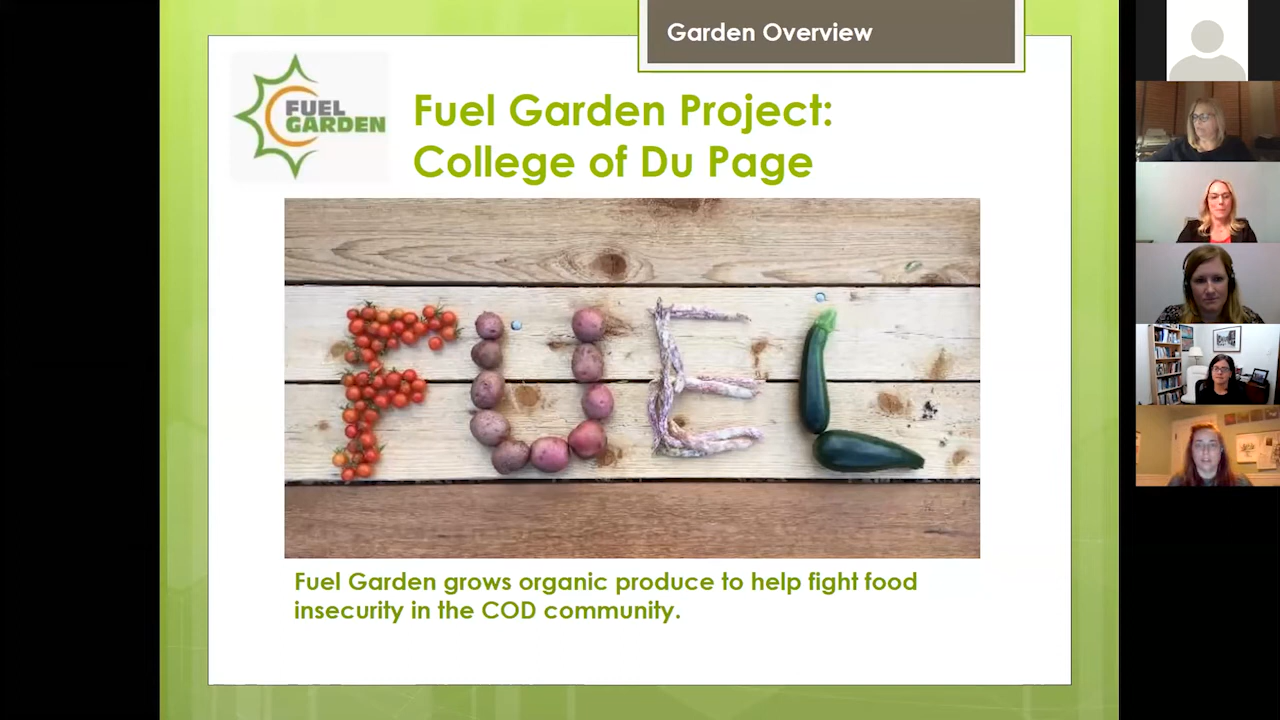 Garden Overview
FUEL
GARDEN
Fuel Garden Project:
College of Du Page
FUEL
Fuel Garden grows organic produce to help fight food
insecurity in the COD community.